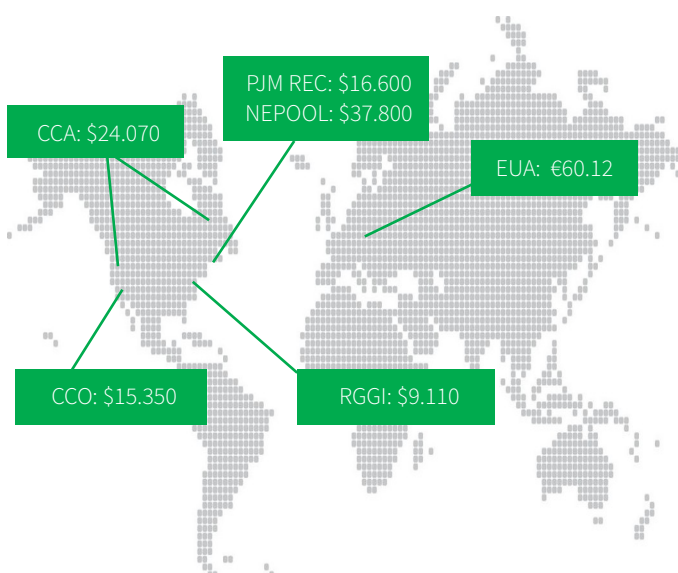 PJM REC: $16.600
NEPOOL: $37.800
CCA: $24.070
EUA: €60.12
CCO: $15.350
RGGI: $9.110